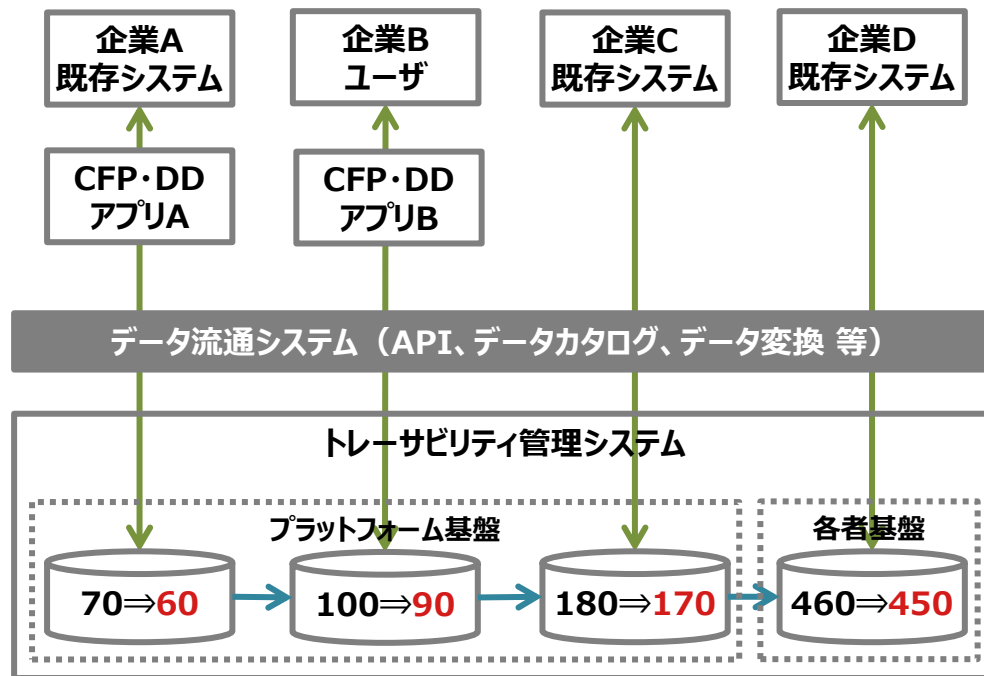 企業A
既存システム
企業B
ユーザ
企業C
既存システム
企業D
既存システム
CFP・DD
アプリA
CFP・DD
アプリB
データ流通システム（API、データカタログ、データ変換 等）
トレーサビリティ管理システム
プラットフォーム基盤
各者基盤
70⇒60
100⇒90
180⇒170
460⇒450